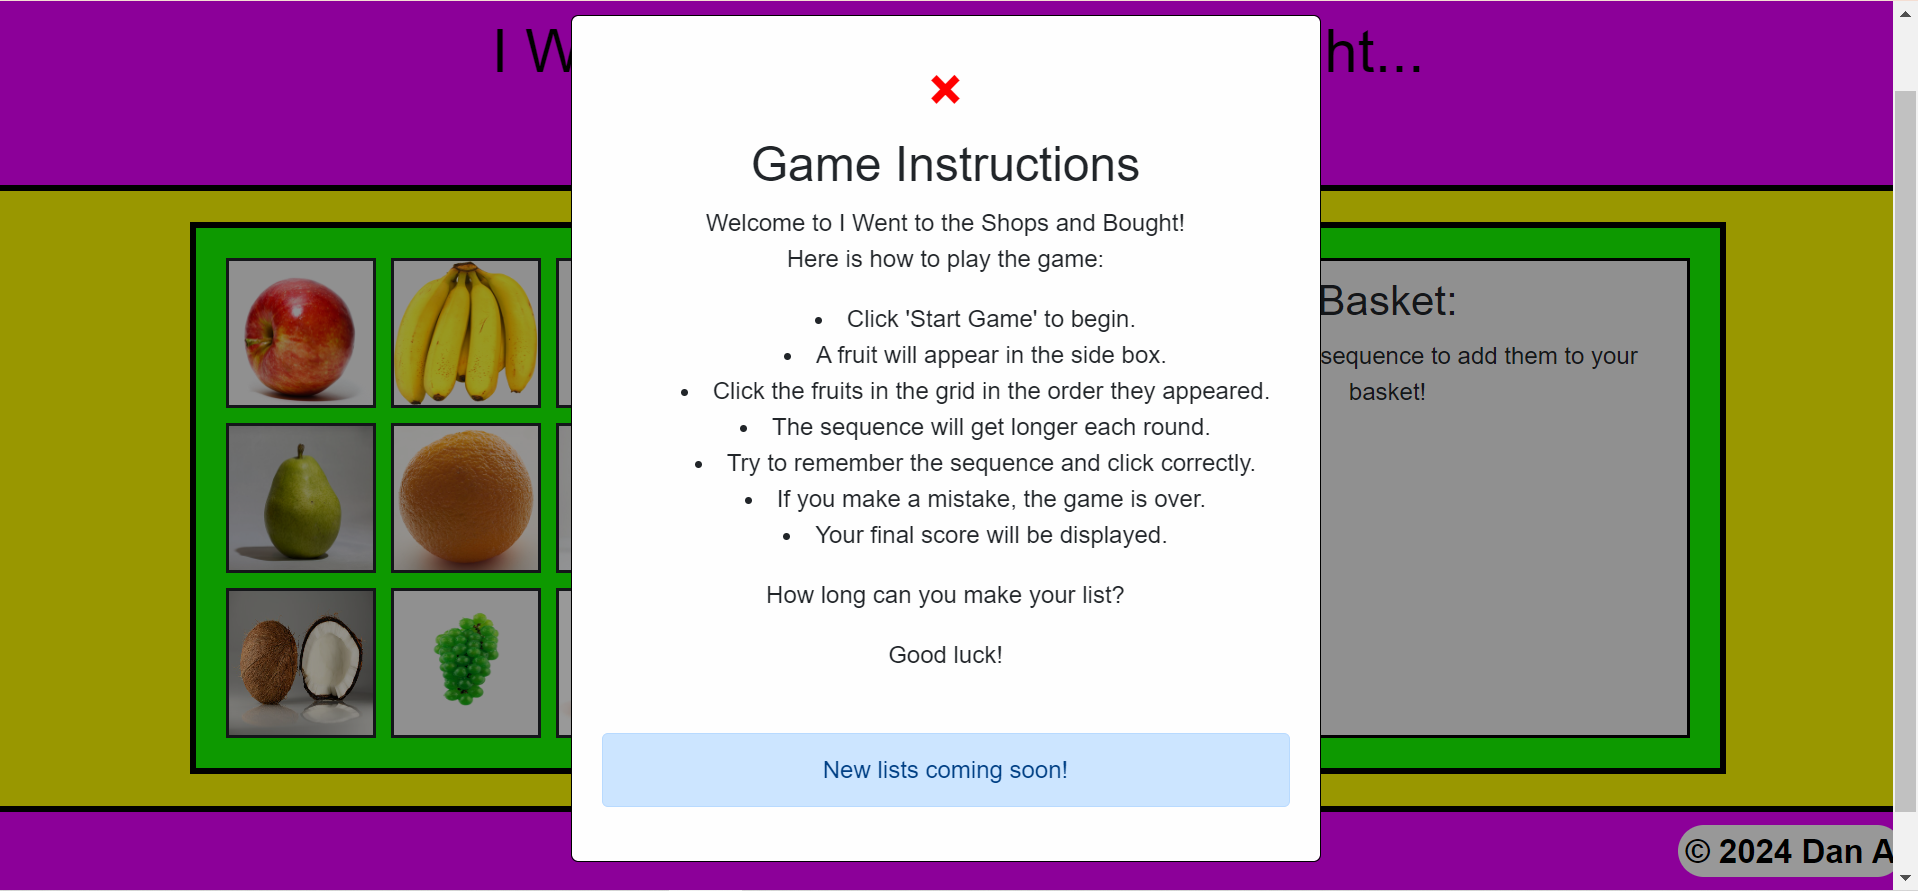 I W
ht...
Game Instructions
Welcome to I Went to the Shops and Bought!
Here is how to play the game:
• Click 'Start Game' to begin.
• A fruit will appear in the side box.
• Click the fruits in the grid in the order they appeared.
• The sequence will get longer each round.
• Try to remember the sequence and click correctly.
• If you make a mistake, the game is over.
• Your final score will be displayed.
How long can you make your list?
Good luck!
New lists coming soon!
Basket:
sequence to add them to your
basket!
© 2024 Dan A